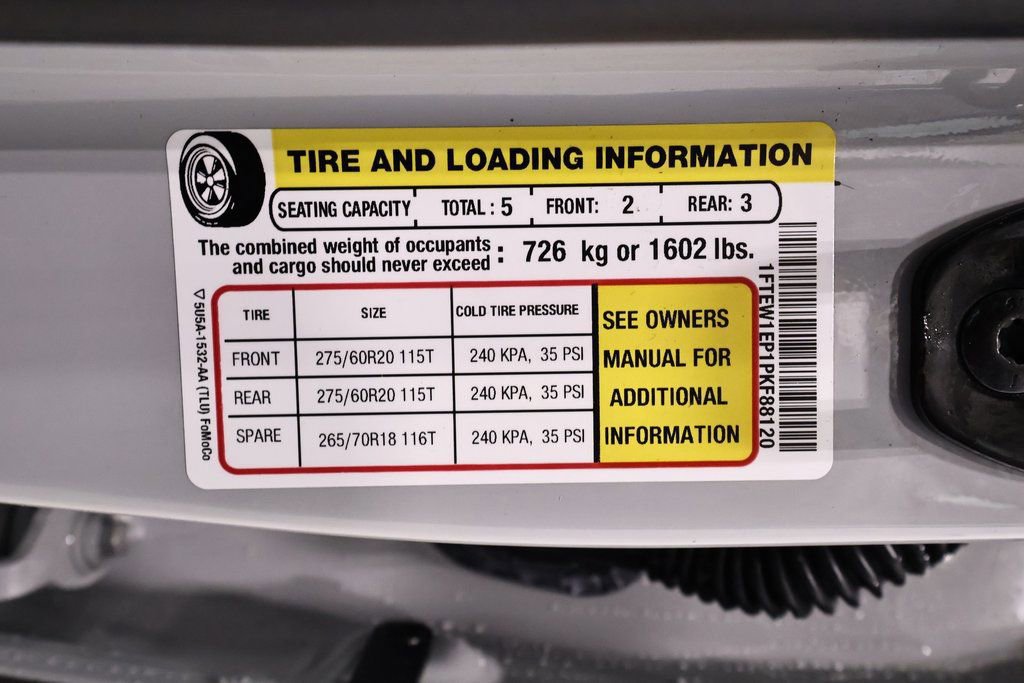 TIRE AND LOADING INFORMATION
SEATING CAPACITY TOTAL : 5 FRONT: 2 REAR: 3
The combined weight of occupants
and cargo should never exceed : 726 kg or 1602 lbs.
TIRE SIZE COLD TIRE PRESSURE
FRONT 275/60R20 115T 240 KPA, 35 PSI
REAR 275/60R20 115T 240 KPA, 35 PSI
SPARE 265/70R18 116T 240 KPA, 35 PSI
SEE OWNERS
MANUAL FOR
ADDITIONAL
INFORMATION
1FTEW1EP1PKF88120
5U5A-1532-AA (TLU) FoMoCo